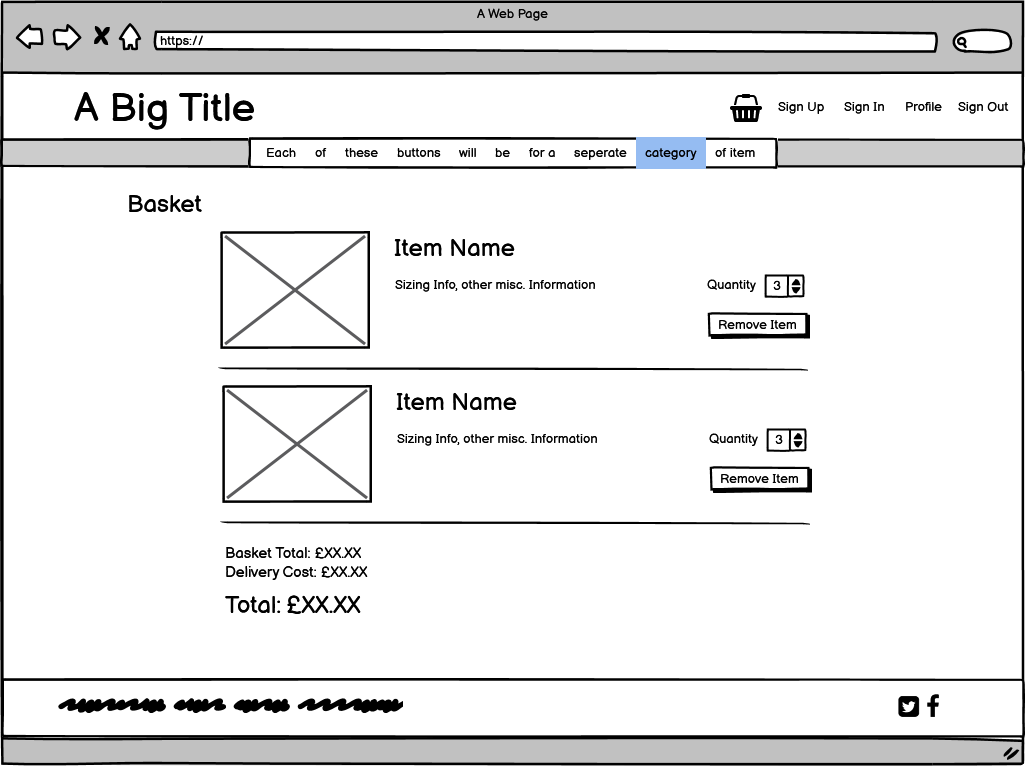 A Web Page
https://
A Big Title
Sign Up Sign In Profile Sign Out
Each of these buttons will be for a seperate category of item
Basket
Item Name
Sizing Info, other misc. Information
Quantity 3
Remove Item
Item Name
Sizing Info, other misc. Information
Quantity 3
Remove Item
Basket Total: £XX.XX
Delivery Cost: £XX.XX
Total: £XX.XX